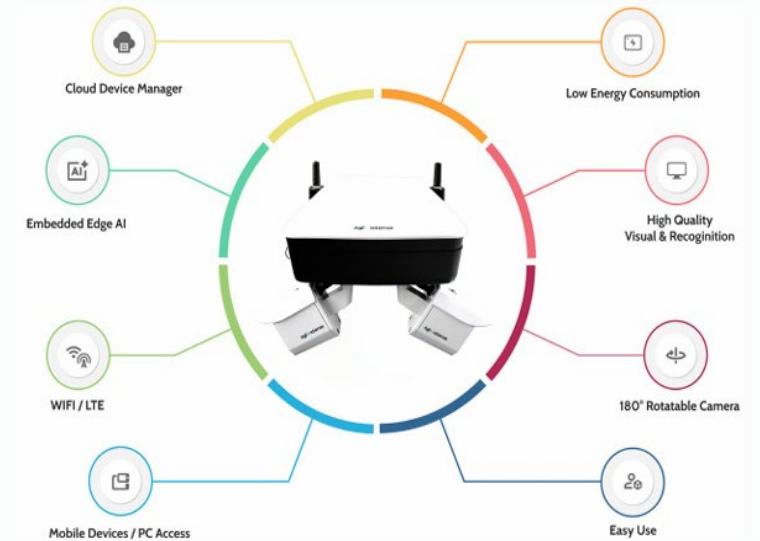 Cloud Device Manager
Low Energy Consumption
AI
Embedded Edge AI
High Quality
Visual & Recoginition
WIFI / LTE
180° Rotatable Camera
Mobile Devices / PC Access
Easy Use